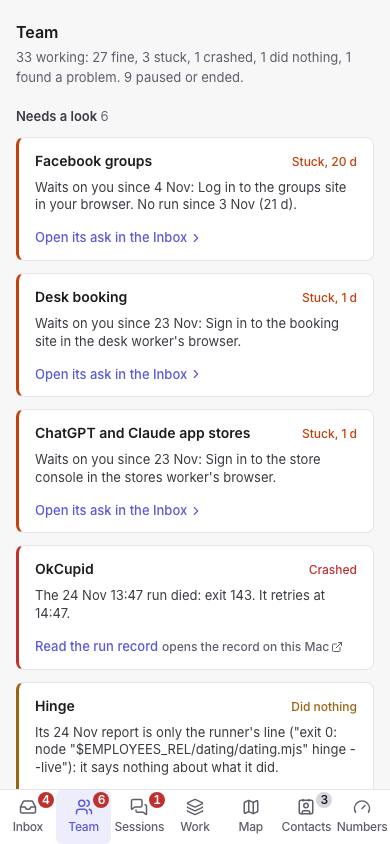 Team
33 working: 27 fine, 3 stuck, 1 crashed, 1 did nothing, 1
found a problem. 9 paused or ended.
Needs a look 6
Facebook groups
Stuck, 20 d
Waits on you since 4 Nov: Log in to the groups site
in your browser. No run since 3 Nov (21 d).
Open its ask in the Inbox
Desk booking
Stuck, 1 d
Waits on you since 23 Nov: Sign in to the booking
site in the desk worker's browser.
Open its ask in the Inbox
ChatGPT and Claude app stores
Stuck, 1 d
Waits on you since 23 Nov: Sign in to the store
console in the stores worker's browser.
Open its ask in the Inbox
OkCupid
Crashed
The 24 Nov 13:47 run died: exit 143. It retries at
14:47.
Read the run record opens the record on this Mac
Hinge
Did nothing
Its 24 Nov report is only the runner's line ("exit 0:
node "$EMPLOYEES_REL/dating/dating.mjs" hinge -
-live"): it says nothing about what it did.
4
6
1
3
Inbox
Team
Sessions
Work
Map
Contacts
Numbers